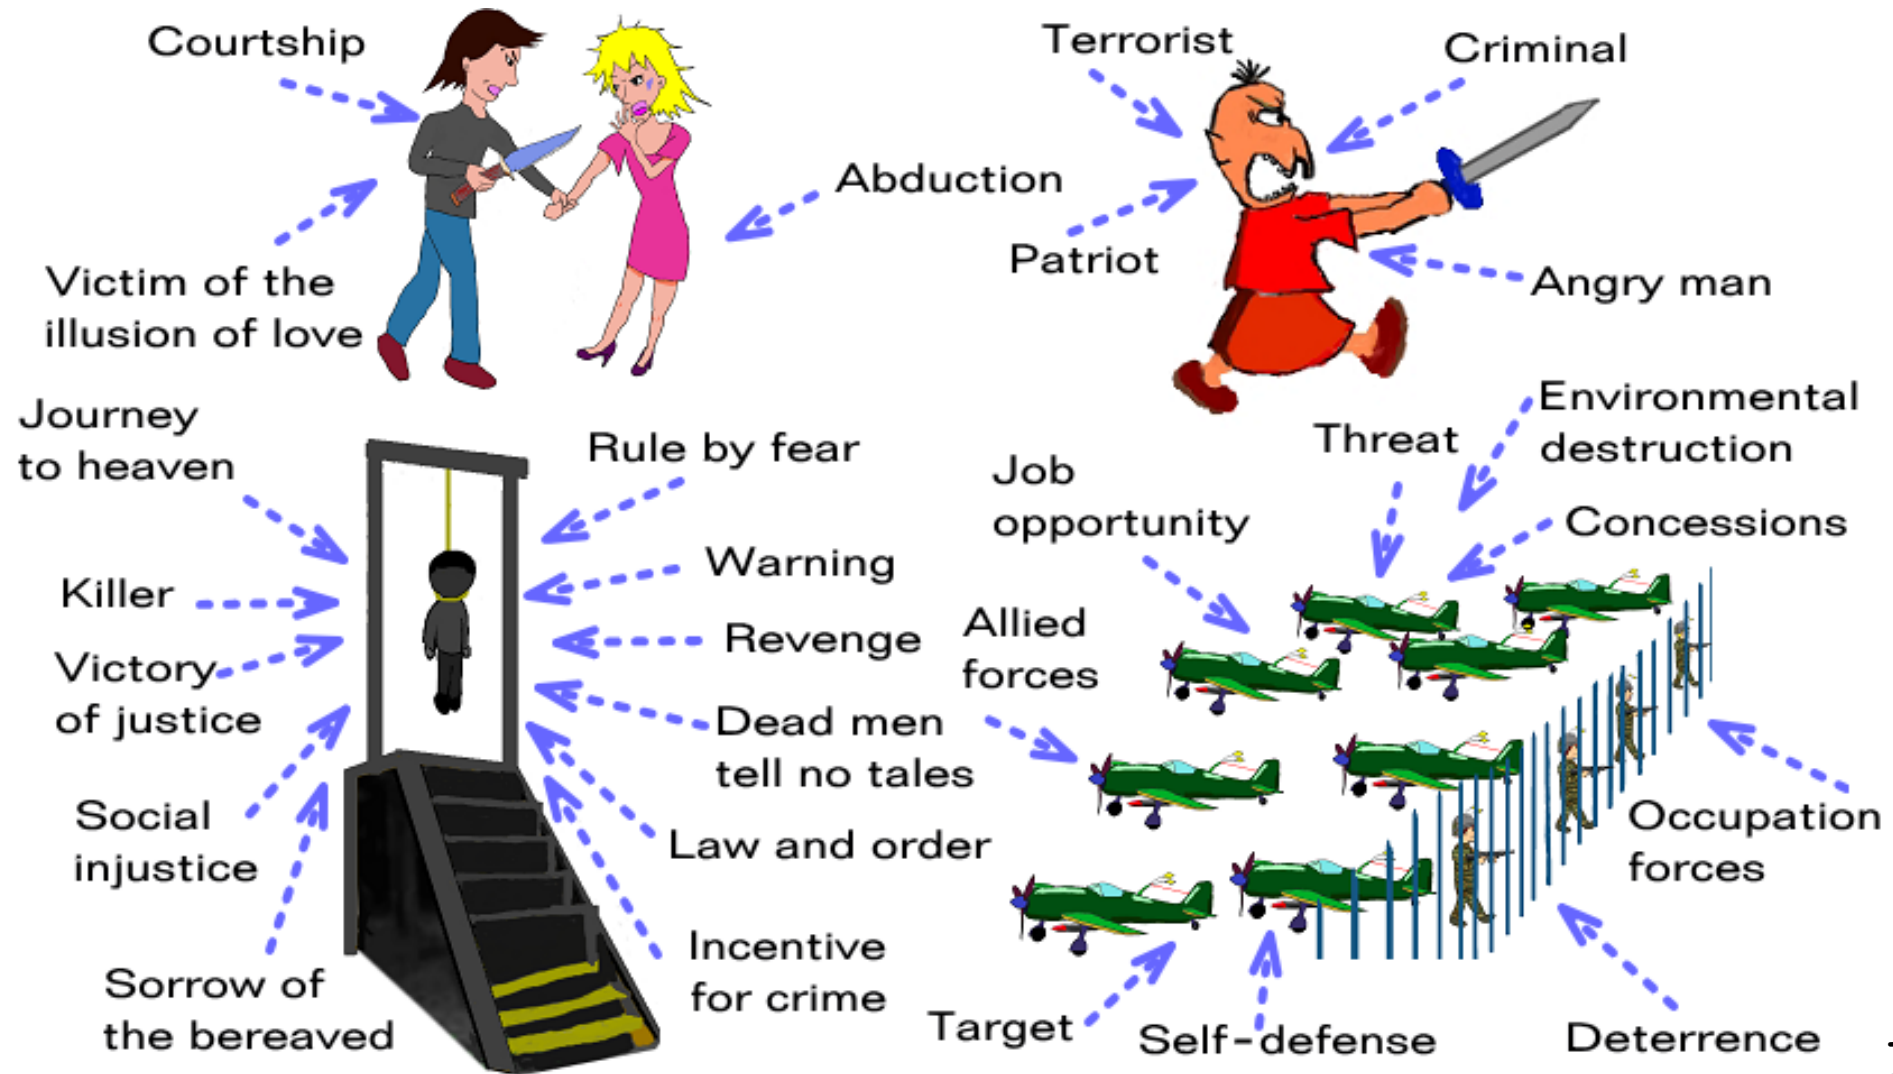 Courtship
Abduction
Victim of the
illusion of love
Terrorist
Criminal
Patriot
Angry man
Journey
to heaven
Rule by fear
Killer
Warning
Victory
of justice
Revenge
Dead men
tell no tales
Social
injustice
Law and order
Sorrow of
the bereaved
Incentive
for crime
Environmental
destruction
Threat
Job
opportunity
Concessions
Allied
forces
Occupation
forces
Target
Self-defense
Deterrence